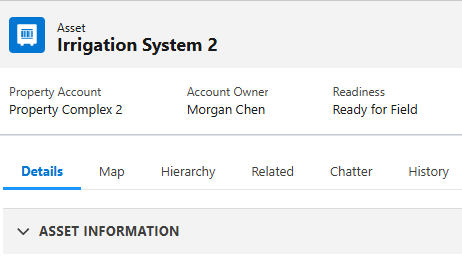 Asset
Irrigation System 2
Property Account Account Owner Readiness
Property Complex 2 Morgan Chen Ready for Field
Details Map Hierarchy Related Chatter History
ASSET INFORMATION